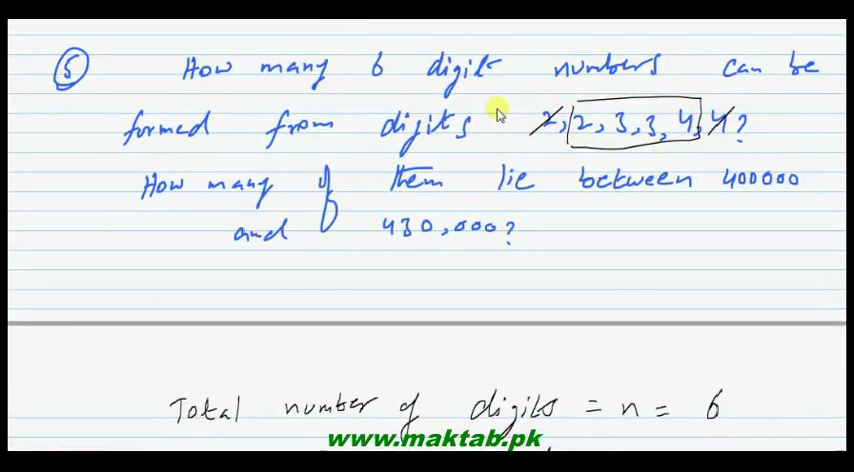 5 How many 6 digit numbers can be
formed from digits 2, 2, 3, 3, 4, 4?
How many of them lie between 400000
and 430,000?
Total number of digits = n = 6
www.maktab.pk